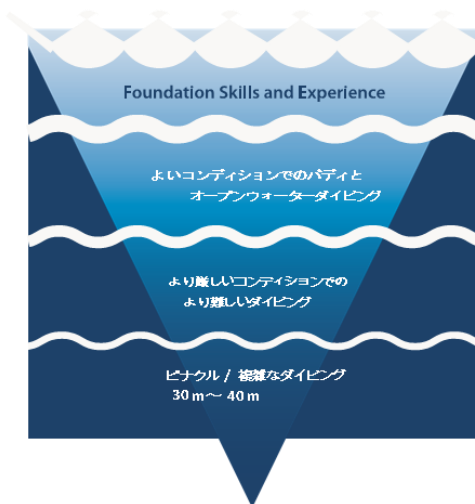 Foundation Skills and Experience
よいコンディションでのバディと
オープンウォーターダイビング
より厳しいコンディションでの
より難しいダイビング
ピナクル / 複雑なダイビング
30 m〜 40 m